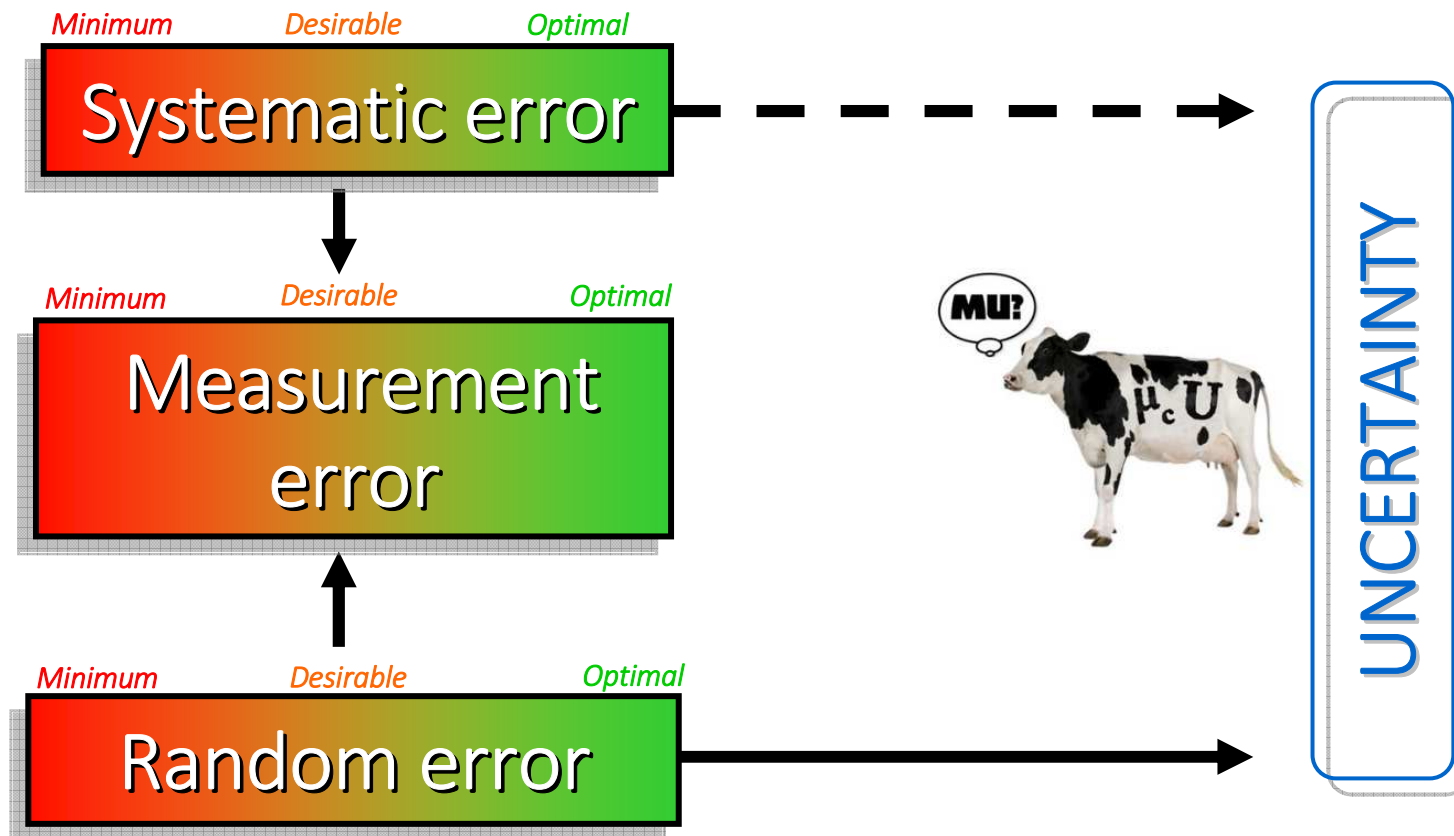 Minimum Desirable Optimal
Systematic error
Minimum Desirable Optimal
Measurement
error
MU?
μc U
UNCERTAINTY
Minimum Desirable Optimal
Random error